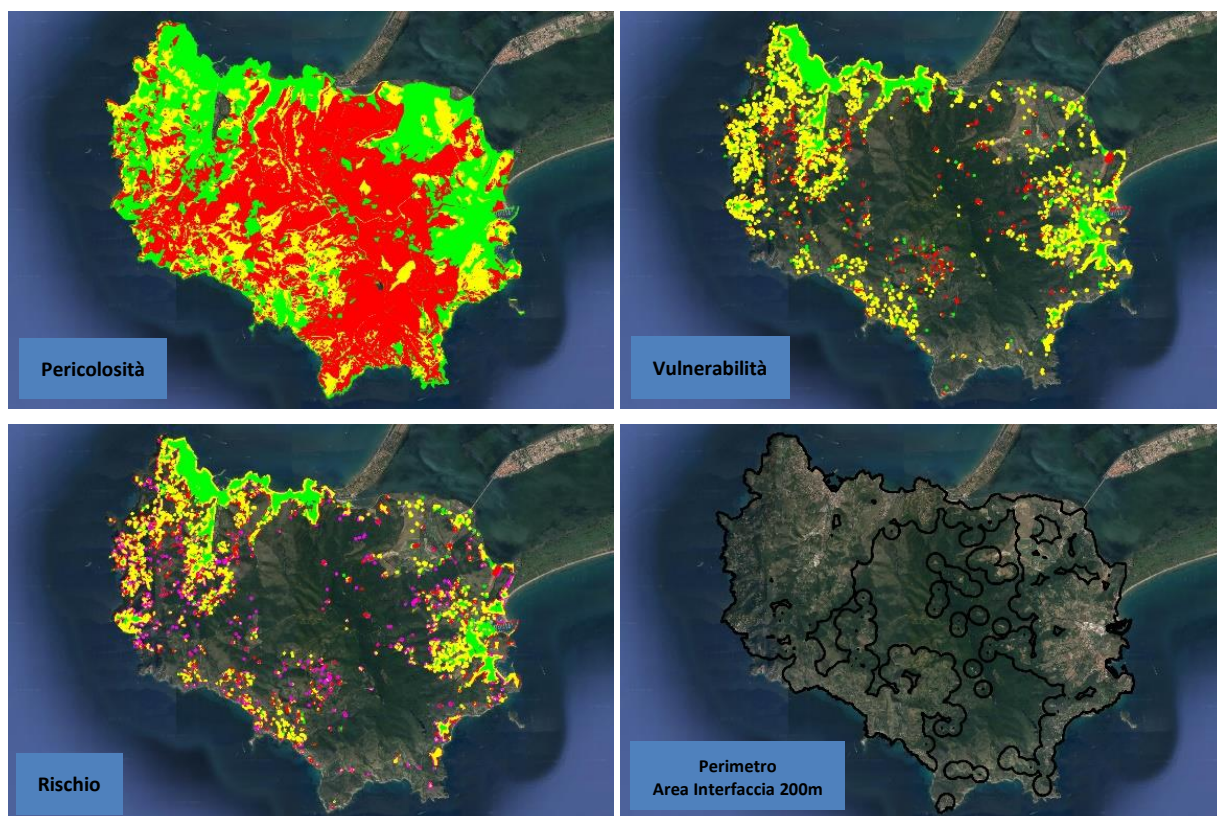 Pericolosità
Vulnerabilità
Rischio
Perimetro
Area Interfaccia 200m